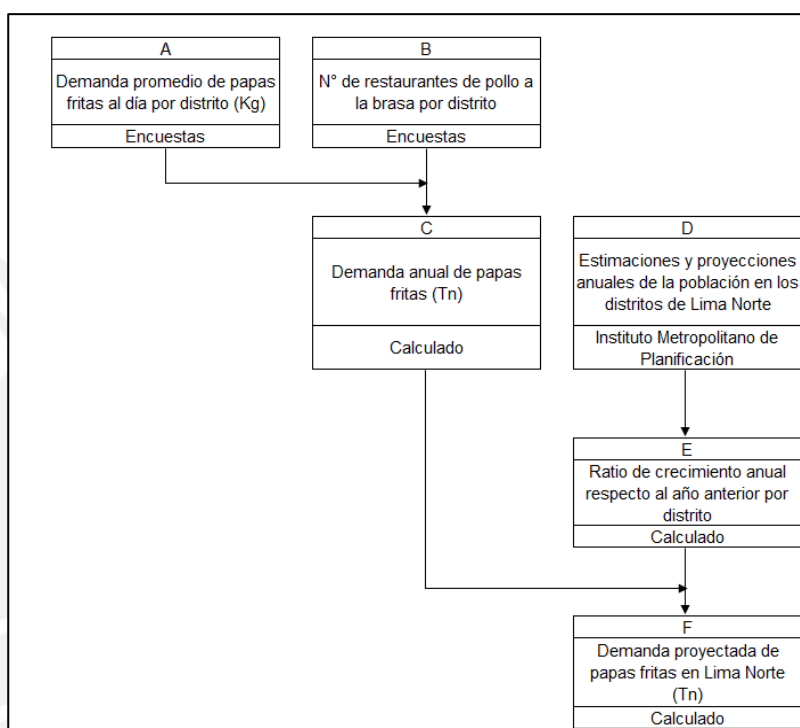 A
Demanda promedio de papas
fritas al día por distrito (Kg)
Encuestas
B
N° de restaurantes de pollo a
la brasa por distrito
Encuestas
C
Demanda anual de papas
fritas (Tn)
Calculado
D
Estimaciones y proyecciones
anuales de la población en los
distritos de Lima Norte
Instituto Metropolitano de
Planificación
E
Ratio de crecimiento anual
respecto al año anterior por
distrito
Calculado
F
Demanda proyectada de
papas fritas en Lima Norte
(Tn)
Calculado